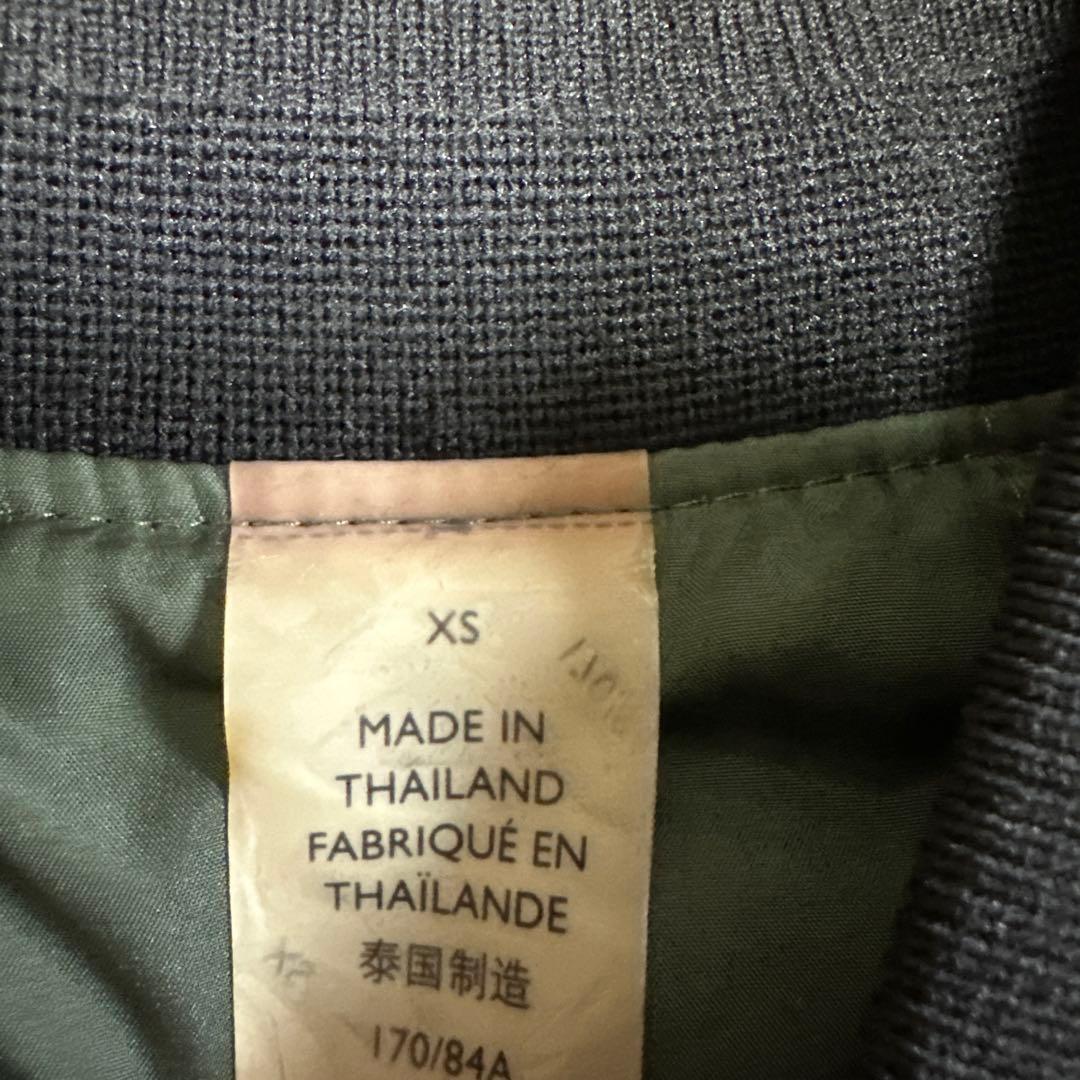 XS
MADE IN
THAILAND
FABRIQUÉ EN
THAÏLANDE
泰国制造
170/84A